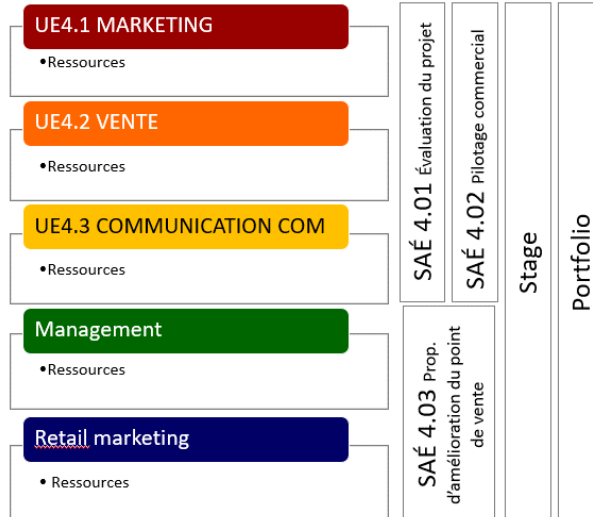 UE4.1 MARKETING
•Ressources
UE4.2 VENTE
•Ressources
UE4.3 COMMUNICATION COM
•Ressources
Management
•Ressources
Retail marketing
• Ressources
SAÉ 4.01 Évaluation du projet
SAÉ 4.02 Pilotage commercial
SAÉ 4.03 Prop.
d'amélioration du point
de vente
Stage
Portfolio